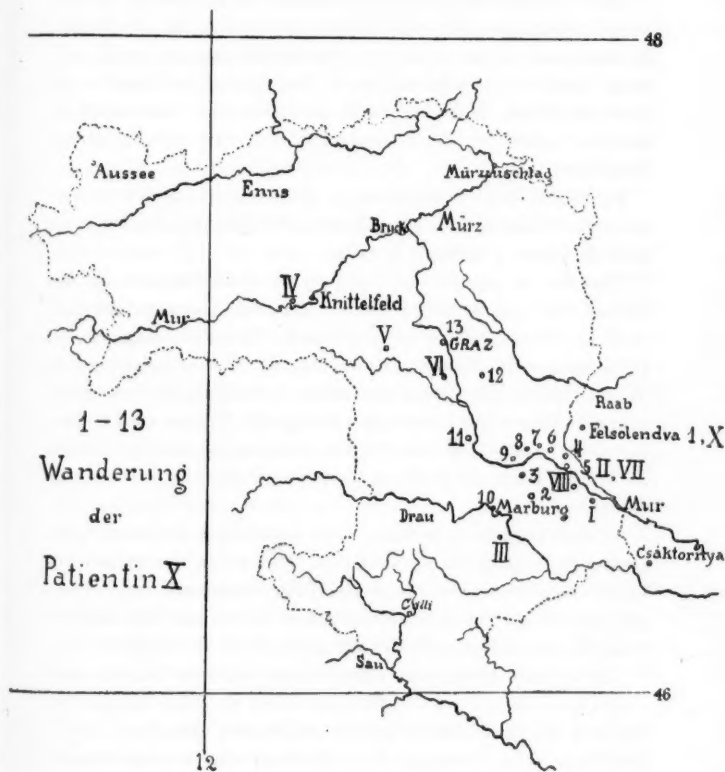 48
Aussee
Enns
Mürzzuschlag
Bruck
Mürz
IV
Knittelfeld
Mur
V
13
GRAZ
VI
12
Raab
1-13
Wanderung
der
Patientin X
11
Eelsölendva 1, X
9 8 7 6 4
5
3
II, VII
VIII
2
I
Mur
10
Marburg
Drau
III
Csáktornya
Cilli
Sau
46
12